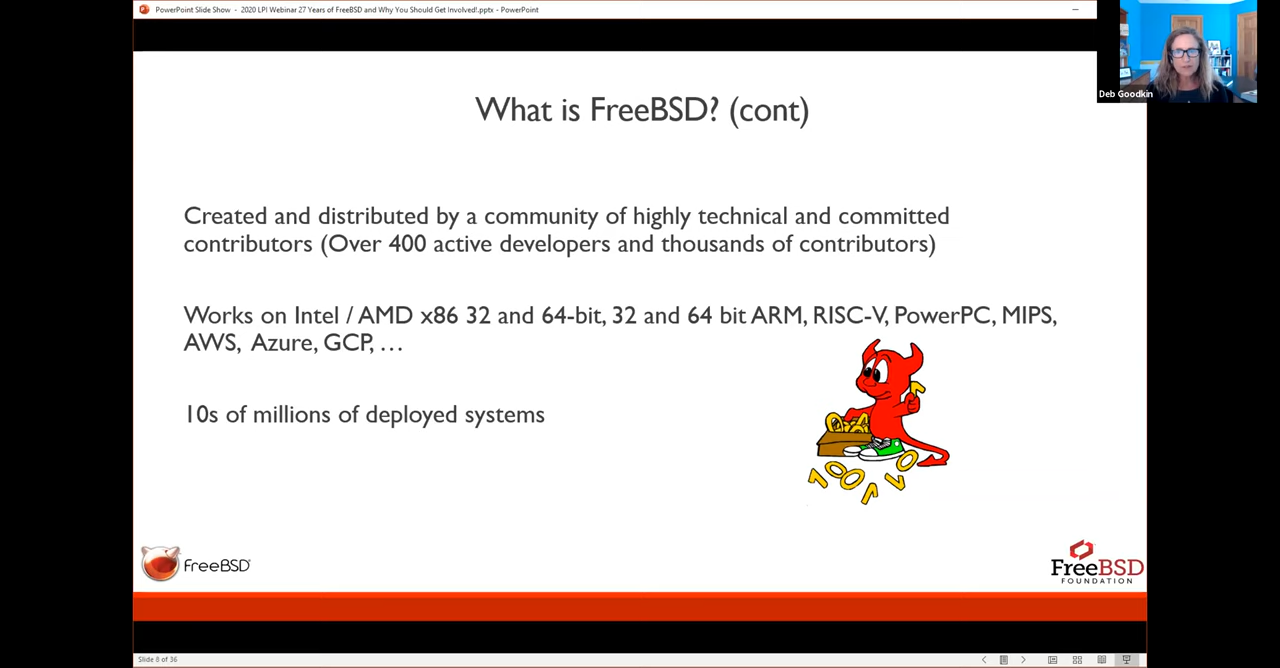 PowerPoint Slide Show - 2020 LPI Webinar 27 Years of FreeBSD and Why You Should Get Involved!.pptx - PowerPoint
Deb Goodkin
What is FreeBSD? (cont)
Created and distributed by a community of highly technical and committed
contributors (Over 400 active developers and thousands of contributors)
Works on Intel / AMD x86 32 and 64-bit, 32 and 64 bit ARM, RISC-V, PowerPC, MIPS,
AWS, Azure, GCP, …
10s of millions of deployed systems
FreeBSD
FreeBSD
FOUNDATION
Slide 8 of 36